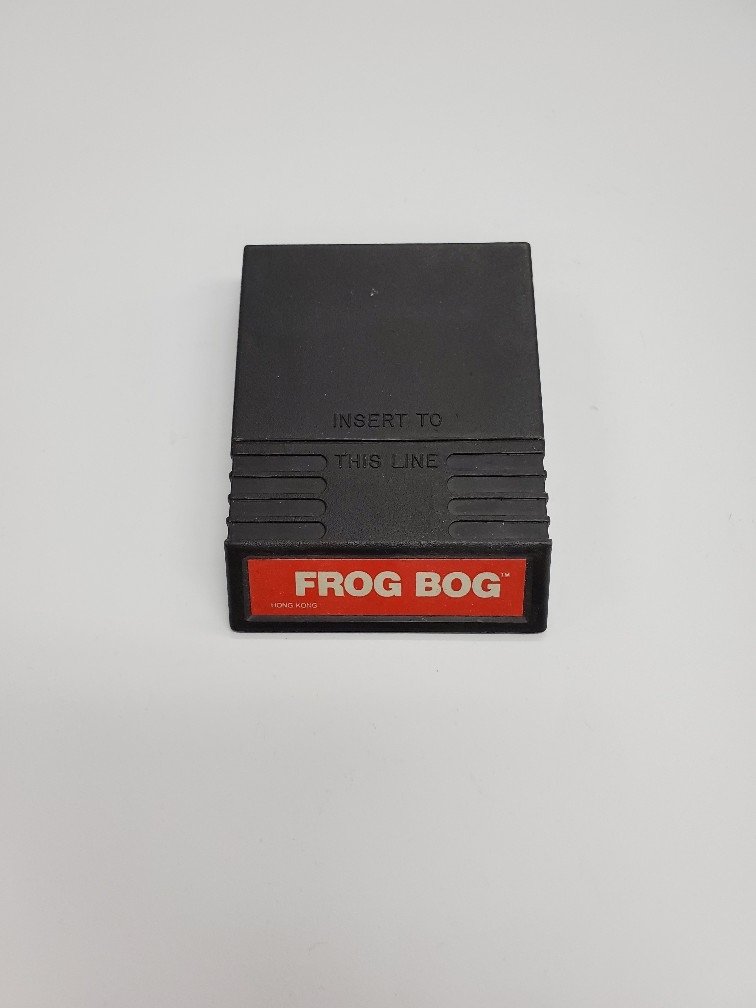 INSERT TO
THIS LINE
FROG BOG™
HONG KONG